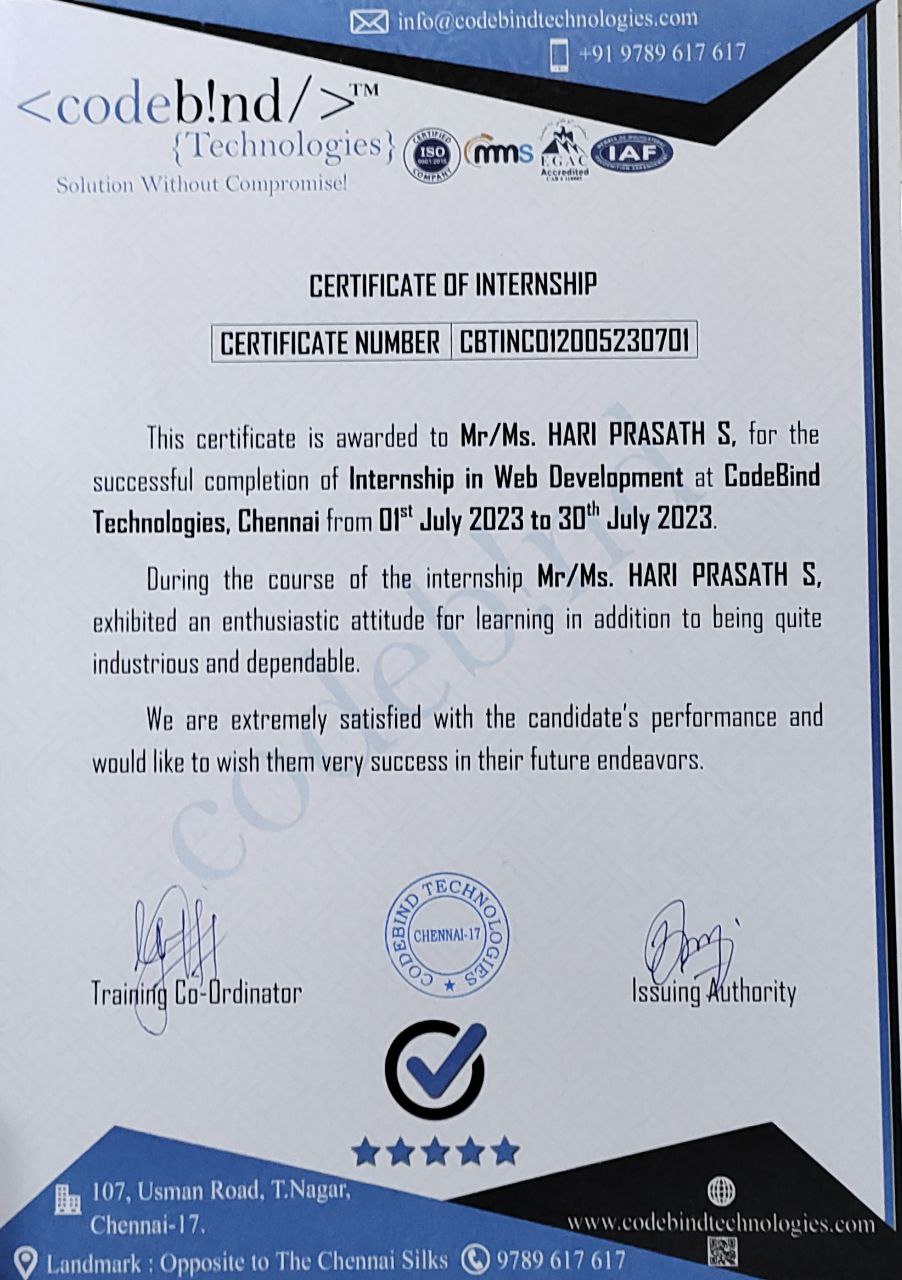 info@codebindtechnologies.com
+91 9789 617 617
<codeb!nd/>™
{Technologies}
Solution Without Compromise!
CERTIFIED
ISO
9001:2015
COMPANY
mms
EGAC
Accredited
IAF
CERTIFICATE OF INTERNSHIP
CERTIFICATE NUMBER CBTINC012005230701
This certificate is awarded to Mr/Ms. HARI PRASATH S, for the
successful completion of Internship in Web Development at CodeBind
Technologies, Chennai from 01st July 2023 to 30th July 2023.
During the course of the internship Mr/Ms. HARI PRASATH S,
exhibited an enthusiastic attitude for learning in addition to being quite
industrious and dependable.
We are extremely satisfied with the candidate's performance and
would like to wish them very success in their future endeavors.
codeb!nd
CODEBIND TECHNOLOGIES
CHENNAI-17
Training Co-Ordinator
Issuing Authority
107, Usman Road, T.Nagar,
Chennai-17.
www.codebindtechnologies.com
Landmark : Opposite to The Chennai Silks 9789 617 617